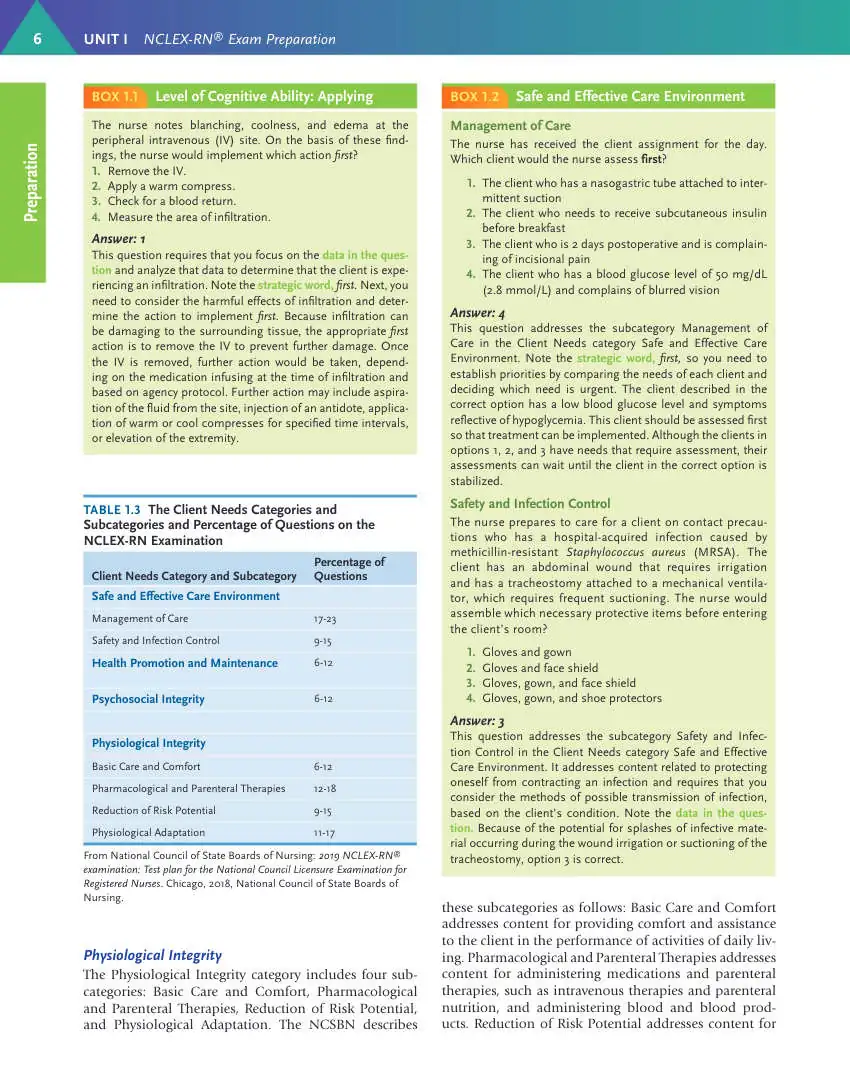 6
UNIT I NCLEX-RN® Exam Preparation
Preparation
BOX 1.1 Level of Cognitive Ability: Applying
The nurse notes blanching, coolness, and edema at the
peripheral intravenous (IV) site. On the basis of these find-
ings, the nurse would implement which action first?
1. Remove the IV.
2. Apply a warm compress.
3. Check for a blood return.
4. Measure the area of infiltration.
Answer: 1
This question requires that you focus on the data in the ques-
tion and analyze that data to determine that the client is expe-
riencing an infiltration. Note the strategic word, first. Next, you
need to consider the harmful effects of infiltration and deter-
mine the action to implement first. Because infiltration can
be damaging to the surrounding tissue, the appropriate first
action is to remove the IV to prevent further damage. Once
the IV is removed, further action would be taken, depend-
ing on the medication infusing at the time of infiltration and
based on agency protocol. Further action may include aspira-
tion of the fluid from the site, injection of an antidote, applica-
tion of warm or cool compresses for specified time intervals,
or elevation of the extremity.
TABLE 1.3 The Client Needs Categories and
Subcategories and Percentage of Questions on the
NCLEX-RN Examination
Client Needs Category and Subcategory Percentage of
Questions
Safe and Effective Care Environment
Management of Care 17-23
Safety and Infection Control 9-15
Health Promotion and Maintenance 6-12
Psychosocial Integrity 6-12
Physiological Integrity
Basic Care and Comfort 6-12
Pharmacological and Parenteral Therapies 12-18
Reduction of Risk Potential 9-15
Physiological Adaptation 11-17
From National Council of State Boards of Nursing: 2019 NCLEX-RN®
examination: Test plan for the National Council Licensure Examination for
Registered Nurses. Chicago, 2018, National Council of State Boards of
Nursing.
Physiological Integrity
The Physiological Integrity category includes four sub-
categories: Basic Care and Comfort, Pharmacological
and Parenteral Therapies, Reduction of Risk Potential,
and Physiological Adaptation. The NCSBN describes
BOX 1.2 Safe and Effective Care Environment
Management of Care
The nurse has received the client assignment for the day.
Which client would the nurse assess first?
1. The client who has a nasogastric tube attached to inter-
mittent suction
2. The client who needs to receive subcutaneous insulin
before breakfast
3. The client who is 2 days postoperative and is complain-
ing of incisional pain
4. The client who has a blood glucose level of 50 mg/dL
(2.8 mmol/L) and complains of blurred vision
Answer: 4
This question addresses the subcategory Management of
Care in the Client Needs category Safe and Effective Care
Environment. Note the strategic word, first, so you need to
establish priorities by comparing the needs of each client and
deciding which need is urgent. The client described in the
correct option has a low blood glucose level and symptoms
reflective of hypoglycemia. This client should be assessed first
so that treatment can be implemented. Although the clients in
options 1, 2, and 3 have needs that require assessment, their
assessments can wait until the client in the correct option is
stabilized.
Safety and Infection Control
The nurse prepares to care for a client on contact precau-
tions who has a hospital-acquired infection caused by
methicillin-resistant Staphylococcus aureus (MRSA). The
client has an abdominal wound that requires irrigation
and has a tracheostomy attached to a mechanical ventila-
tor, which requires frequent suctioning. The nurse would
assemble which necessary protective items before entering
the client's room?
1. Gloves and gown
2. Gloves and face shield
3. Gloves, gown, and face shield
4. Gloves, gown, and shoe protectors
Answer: 3
This question addresses the subcategory Safety and Infec-
tion Control in the Client Needs category Safe and Effective
Care Environment. It addresses content related to protecting
oneself from contracting an infection and requires that you
consider the methods of possible transmission of infection,
based on the client's condition. Note the data in the ques-
tion. Because of the potential for splashes of infective mate-
rial occurring during the wound irrigation or suctioning of the
tracheostomy, option 3 is correct.
these subcategories as follows: Basic Care and Comfort
addresses content for providing comfort and assistance
to the client in the performance of activities of daily liv-
ing. Pharmacological and Parenteral Therapies addresses
content for administering medications and parenteral
therapies, such as intravenous therapies and parenteral
nutrition, and administering blood and blood prod-
ucts. Reduction of Risk Potential addresses content for